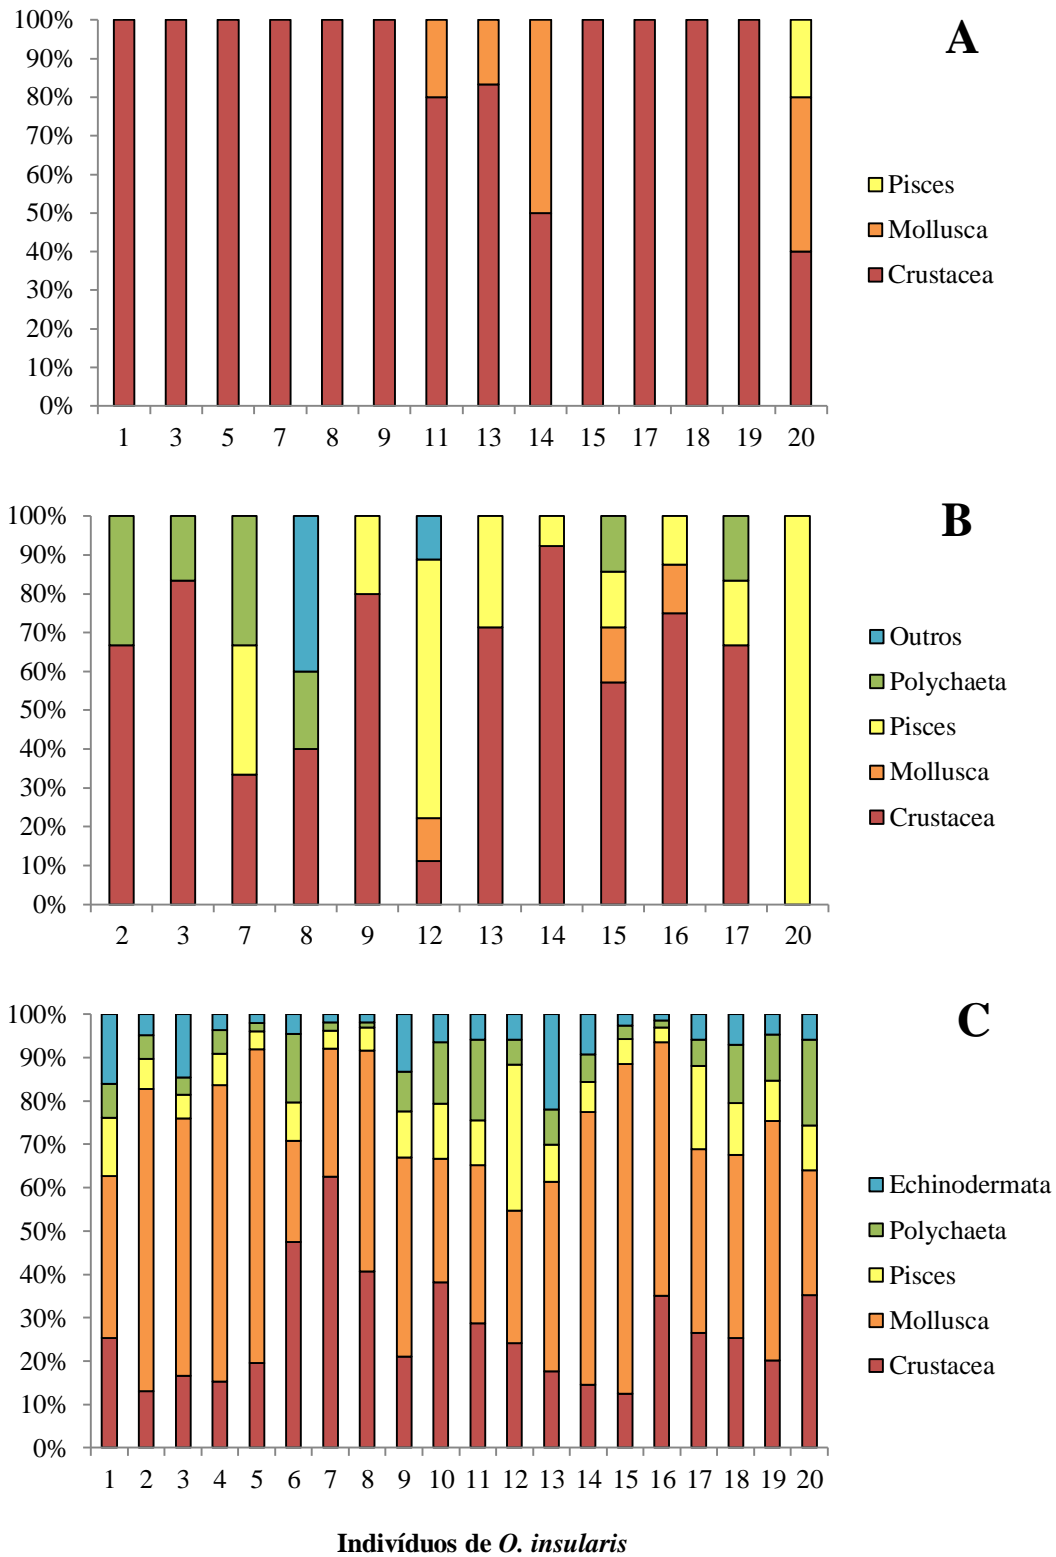 100%
90%
80%
70%
60%
50%
40%
30%
20%
10%
0%
1 3 5 7 8 9 11 13 14 15 17 18 19 20
A
Pisces
Mollusca
Crustacea
100%
90%
80%
70%
60%
50%
40%
30%
20%
10%
0%
2 3 7 8 9 12 13 14 15 16 17 20
B
Outros
Polychaeta
Pisces
Mollusca
Crustacea
100%
90%
80%
70%
60%
50%
40%
30%
20%
10%
0%
1 2 3 4 5 6 7 8 9 10 11 12 13 14 15 16 17 18 19 20
C
Echinodermata
Polychaeta
Pisces
Mollusca
Crustacea
Indivíduos de O. insularis